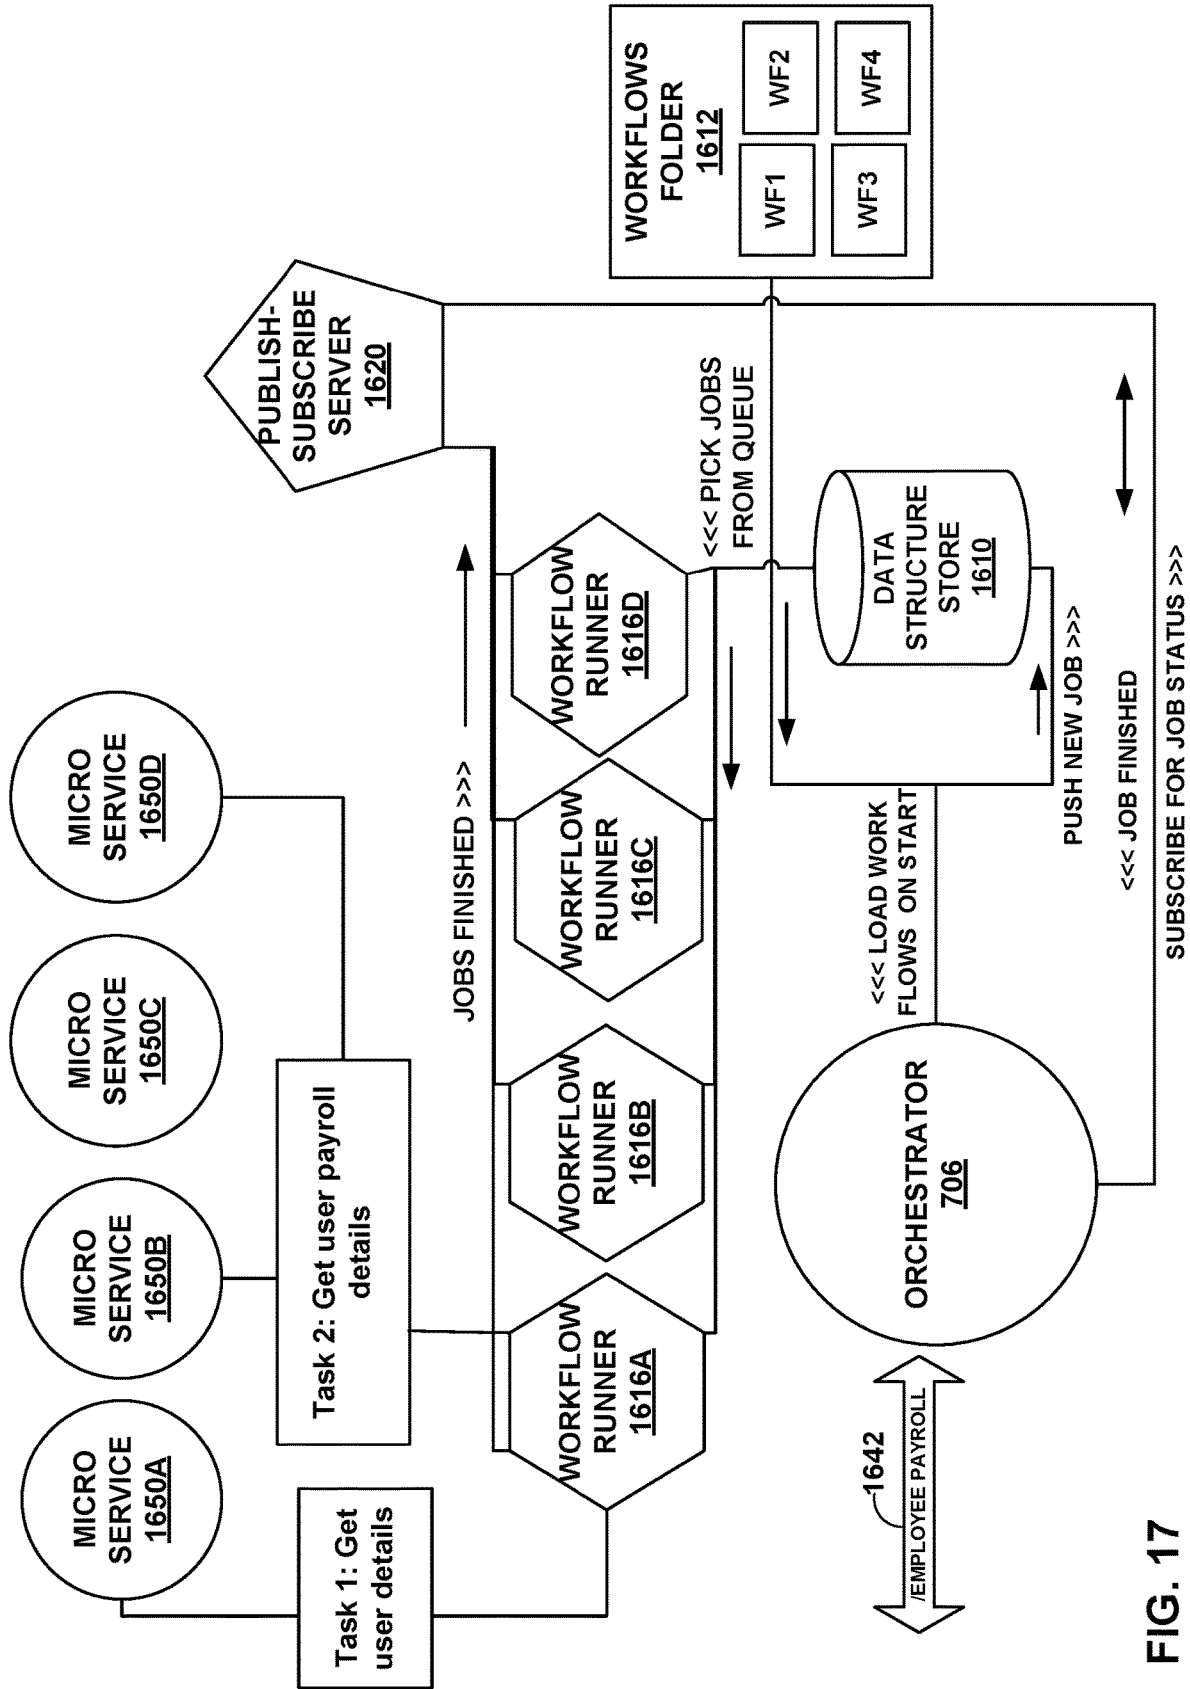 MICRO
SERVICE
1650A
MICRO
SERVICE
1650B
MICRO
SERVICE
1650C
MICRO
SERVICE
1650D
Task 1: Get
user details
Task 2: Get user payroll
details
JOBS FINISHED >>>
PUBLISH-
SUBSCRIBE
SERVER
1620
WORKFLOW
RUNNER
1616A
WORKFLOW
RUNNER
1616B
WORKFLOW
RUNNER
1616C
WORKFLOW
RUNNER
1616D
<<< PICK JOBS
FROM QUEUE
WORKFLOWS
FOLDER
1612
WF1
WF2
WF3
WF4
1642
/EMPLOYEE PAYROLL
ORCHESTRATOR
706
<<< LOAD WORK
FLOWS ON START
DATA
STRUCTURE
STORE
1610
PUSH NEW JOB >>>
<<< JOB FINISHED
SUBSCRIBE FOR JOB STATUS >>>
FIG. 17